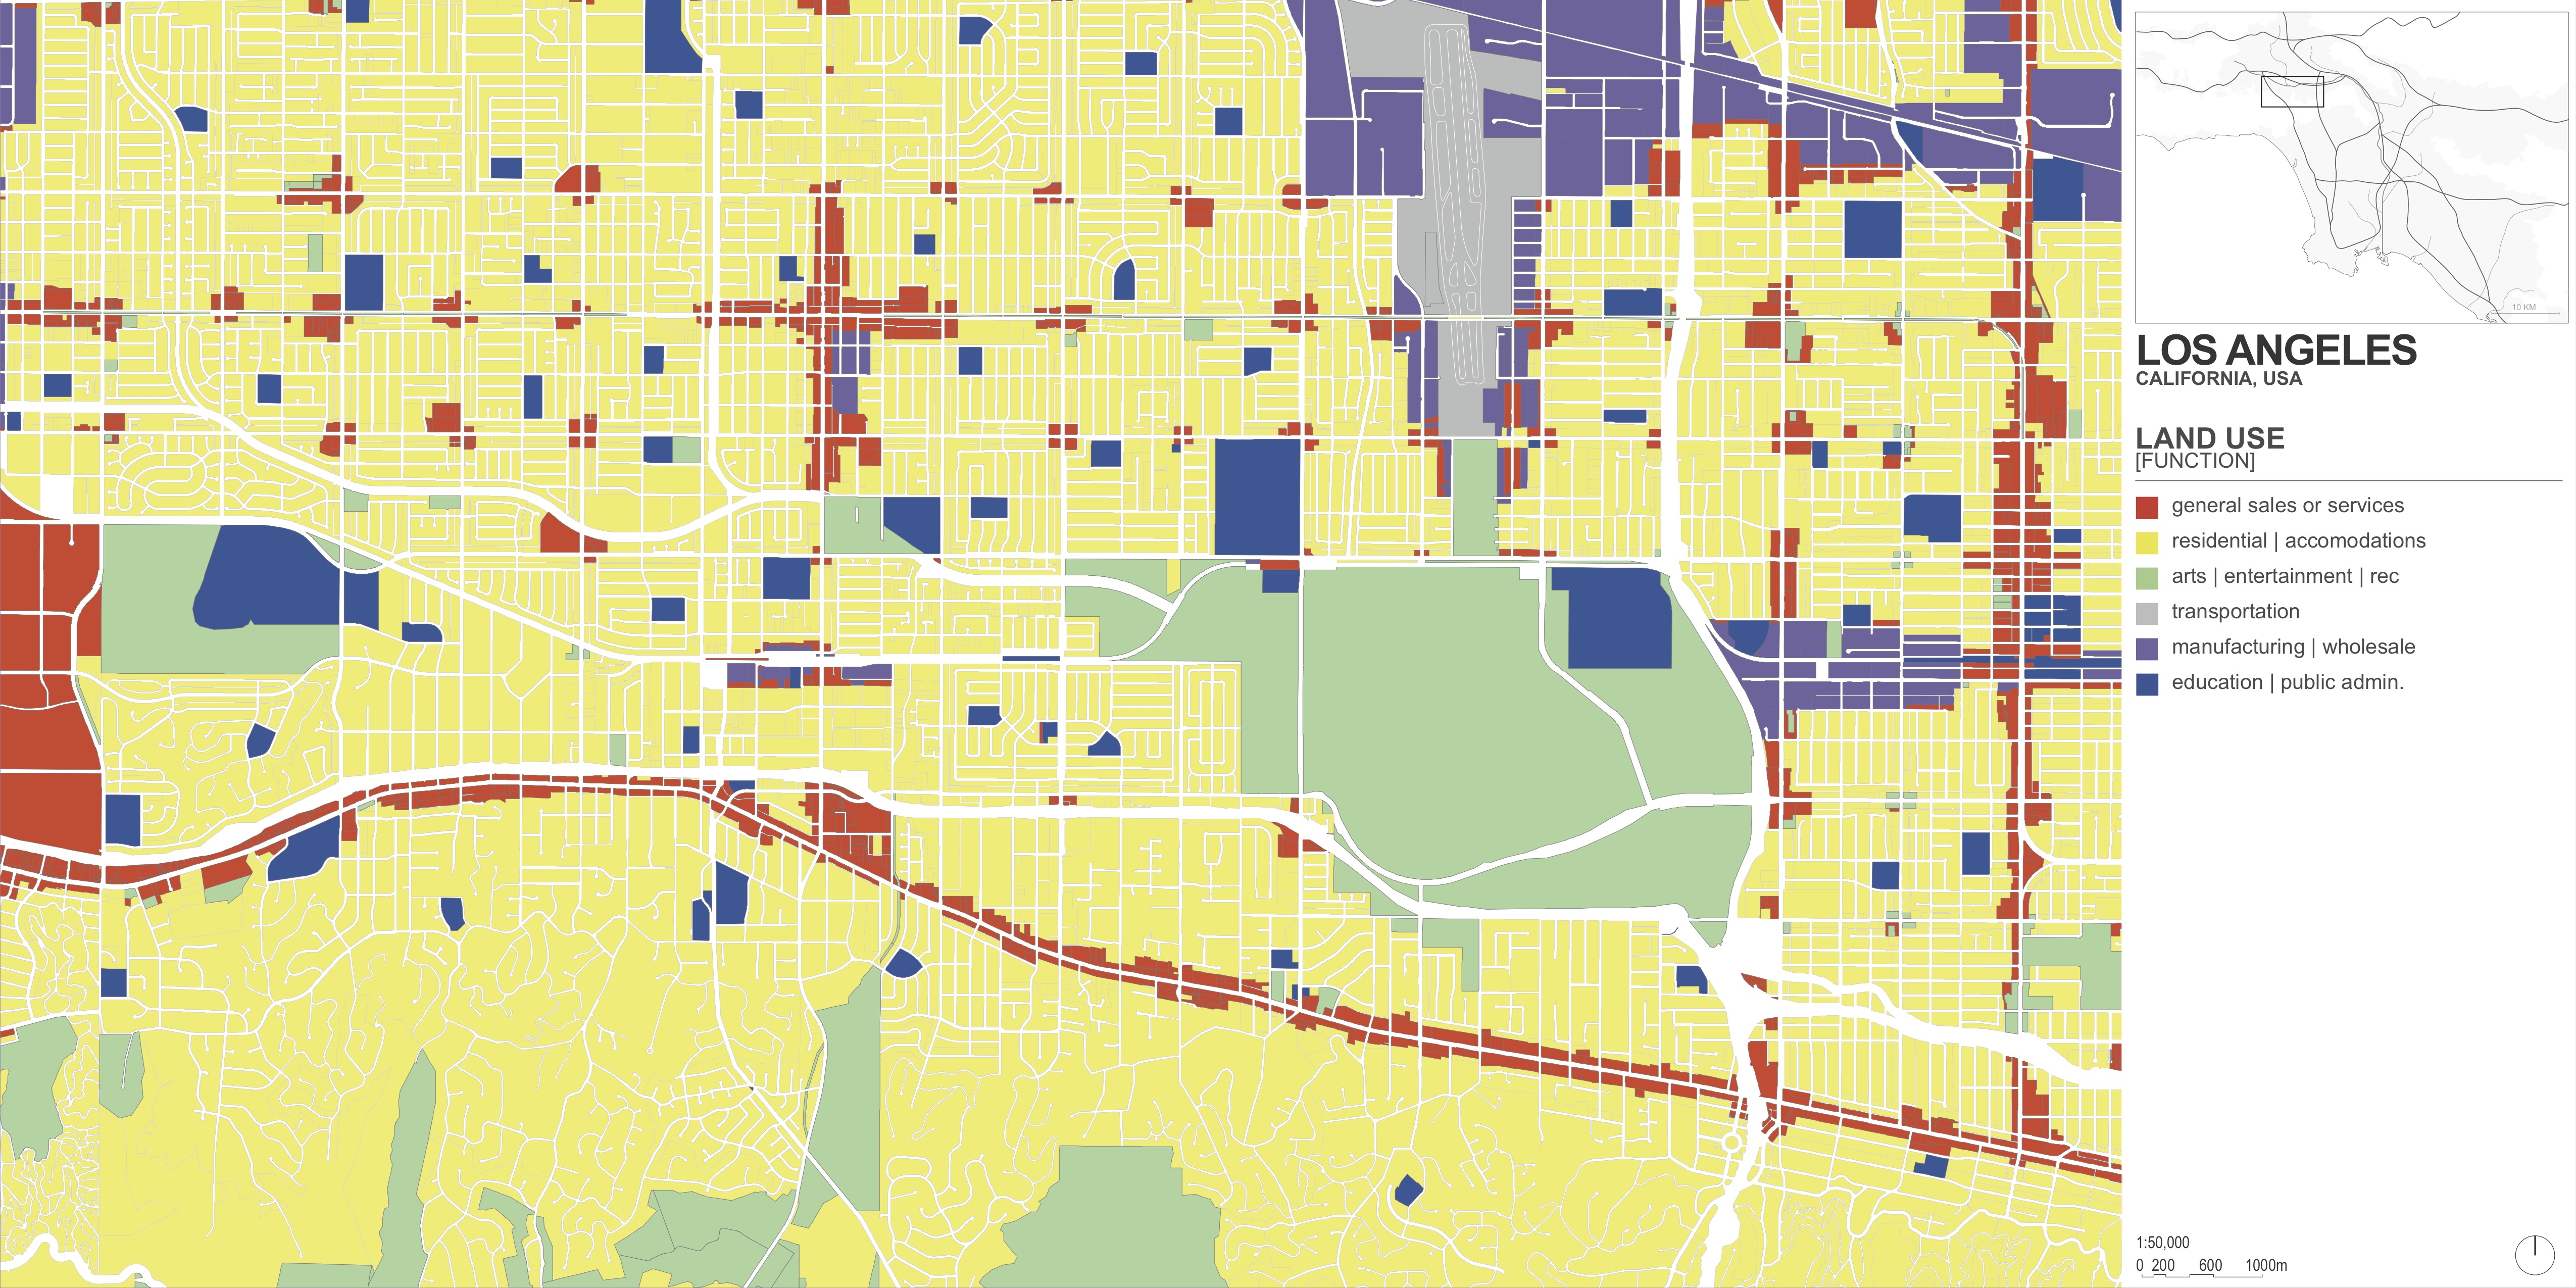 10 KM
LOS ANGELES
CALIFORNIA, USA
LAND USE
[FUNCTION]
general sales or services
residential | accomodations
arts | entertainment | rec
transportation
manufacturing | wholesale
education | public admin.
1:50,000
0 200 600 1000m